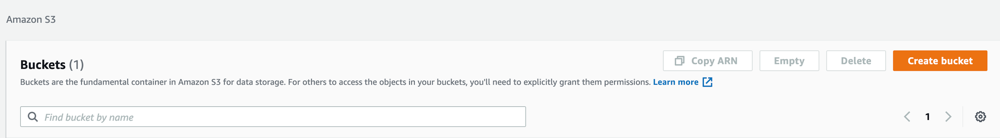 Amazon S3
Buckets (1)
Copy ARN
Empty
Delete
Create bucket
Buckets are the fundamental container in Amazon S3 for data storage. For others to access the objects in your buckets, you'll need to explicitly grant them permissions. Learn more
Find bucket by name
1